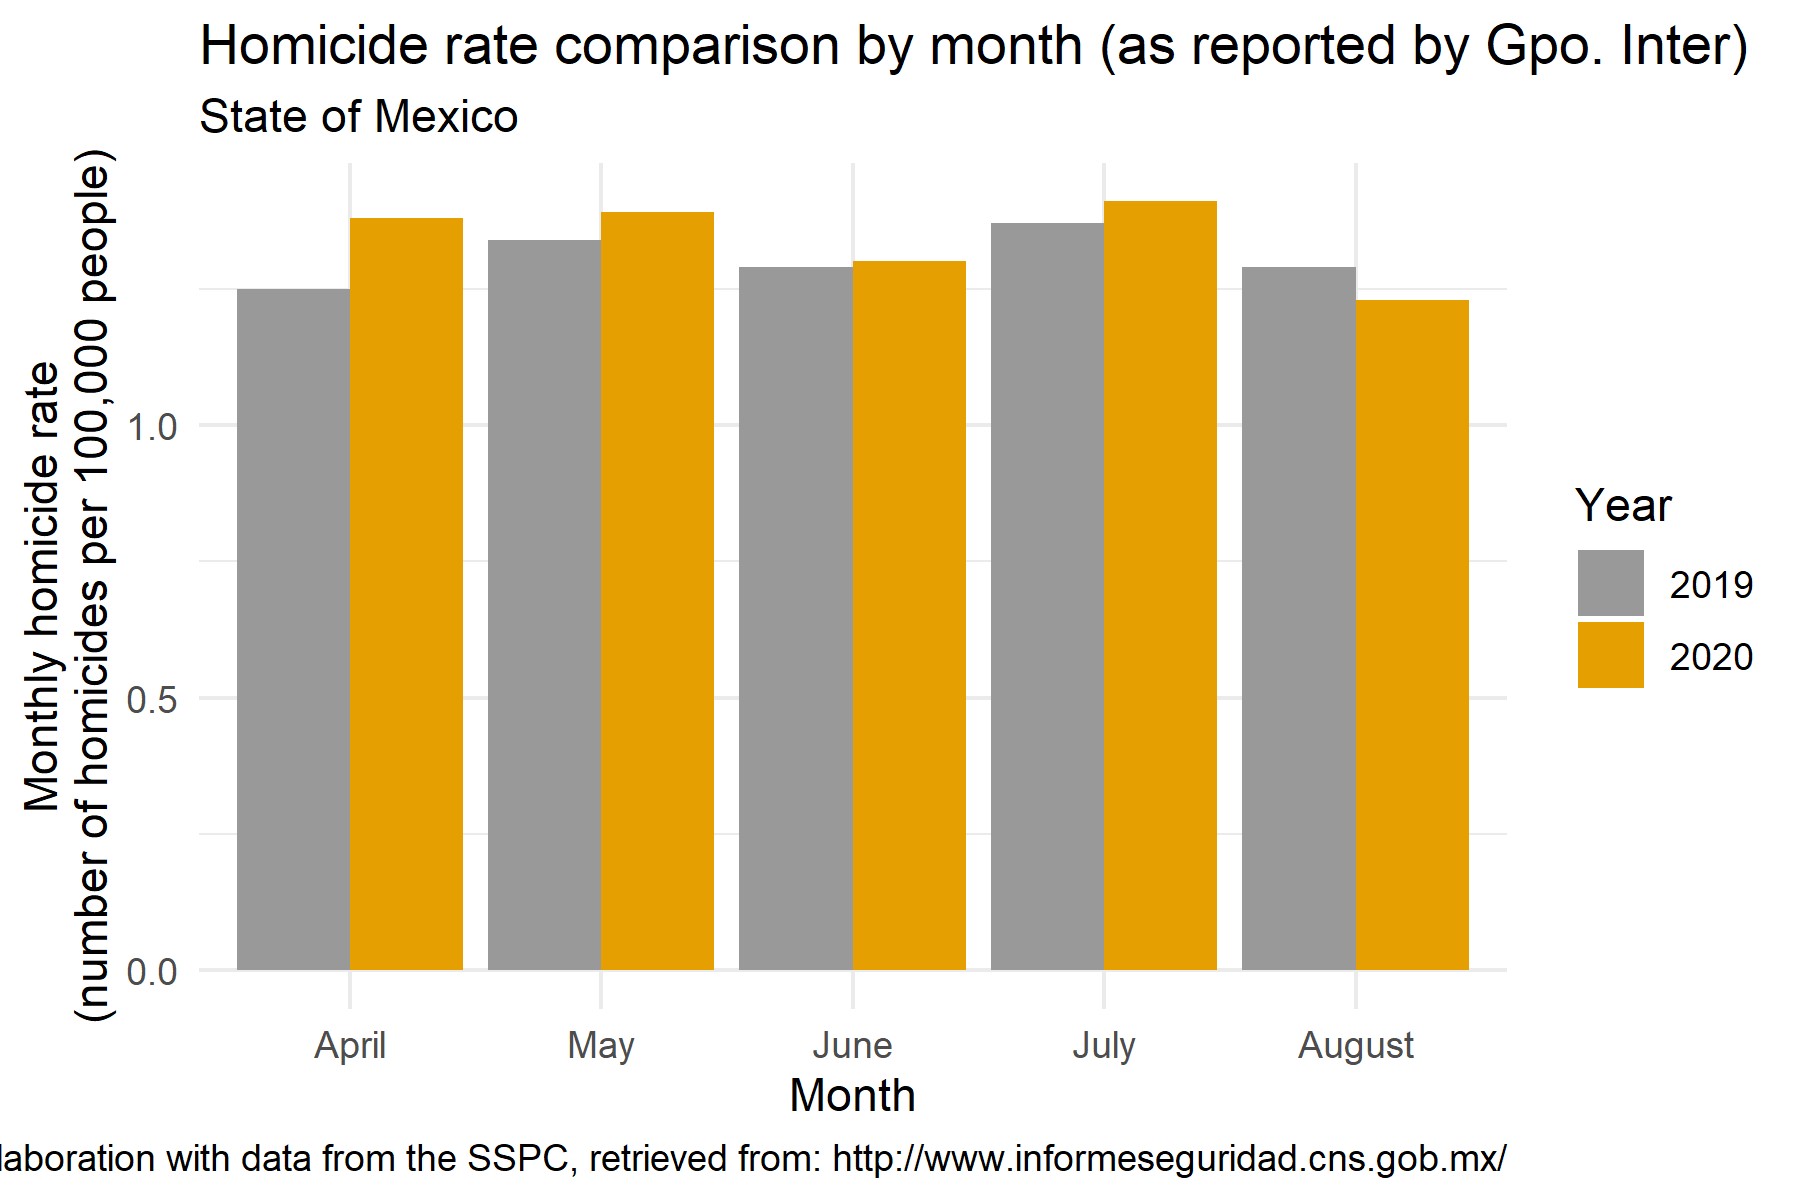 Homicide rate comparison by month (as reported by Gpo. Inter)
State of Mexico
Monthly homicide rate
(number of homicides per 100,000 people)
1.0
0.5
0.0
April
May
June
July
August
Month
Year
2019
2020
laboration with data from the SSPC, retrieved from: http://www.informeseguridad.cns.gob.mx/